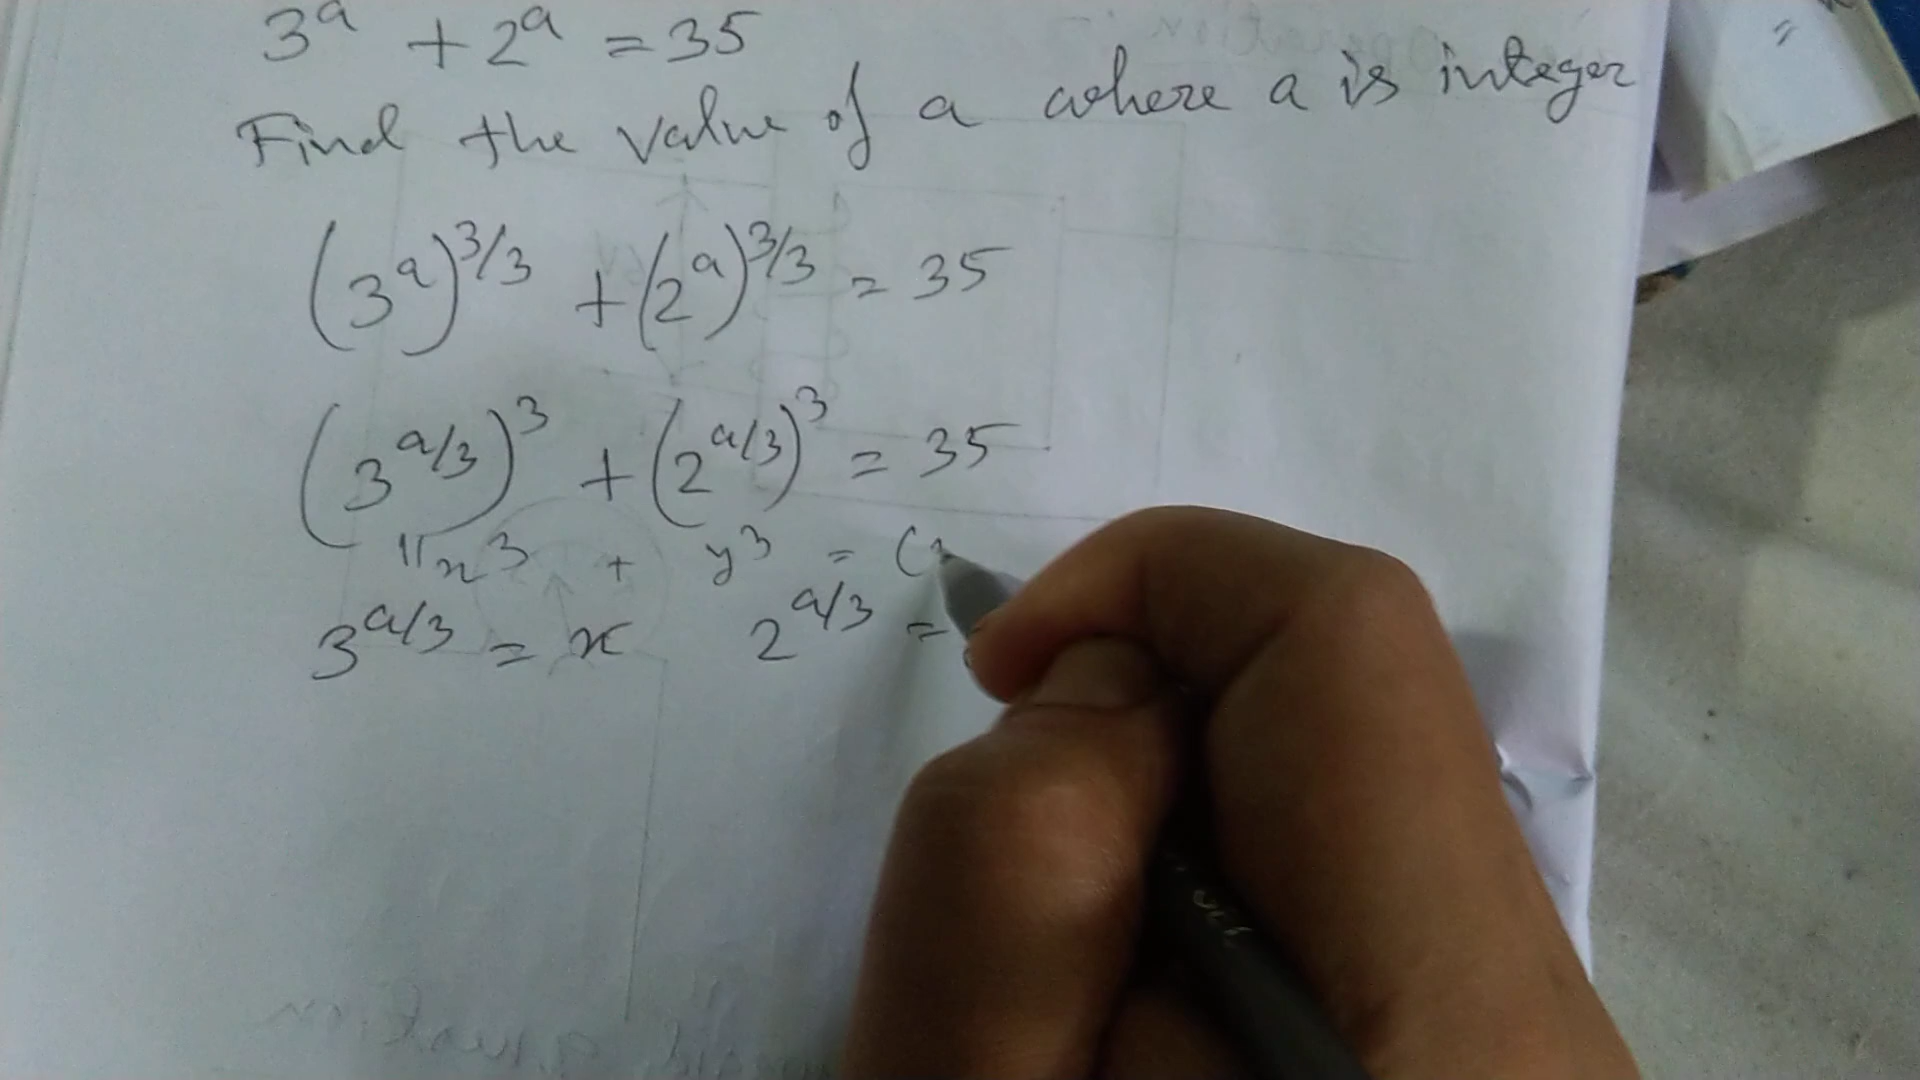 3^a + 2^a = 35
Find the value of a where a is integer
(3^a)^3/3 + (2^a)^3/3 = 35
(3^a/3)^3 + (2^a/3)^3 = 35
x^3 + y^3 = (
3^a/3 = x 2^a/3 =